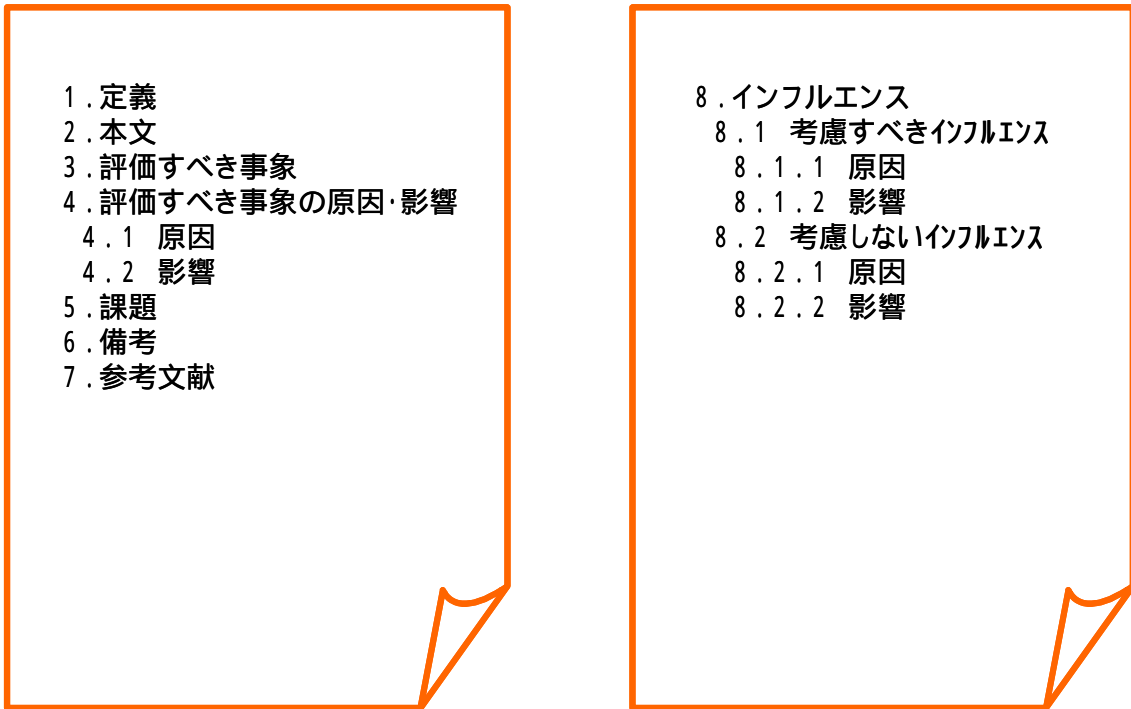 1.定義
2.本文
3.評価すべき事象
4.評価すべき事象の原因・影響
4.1 原因
4.2 影響
5.課題
6.備考
7.参考文献
8.インフルエンス
8.1 考慮すべきインフルエンス
8.1.1 原因
8.1.2 影響
8.2 考慮しないインフルエンス
8.2.1 原因
8.2.2 影響